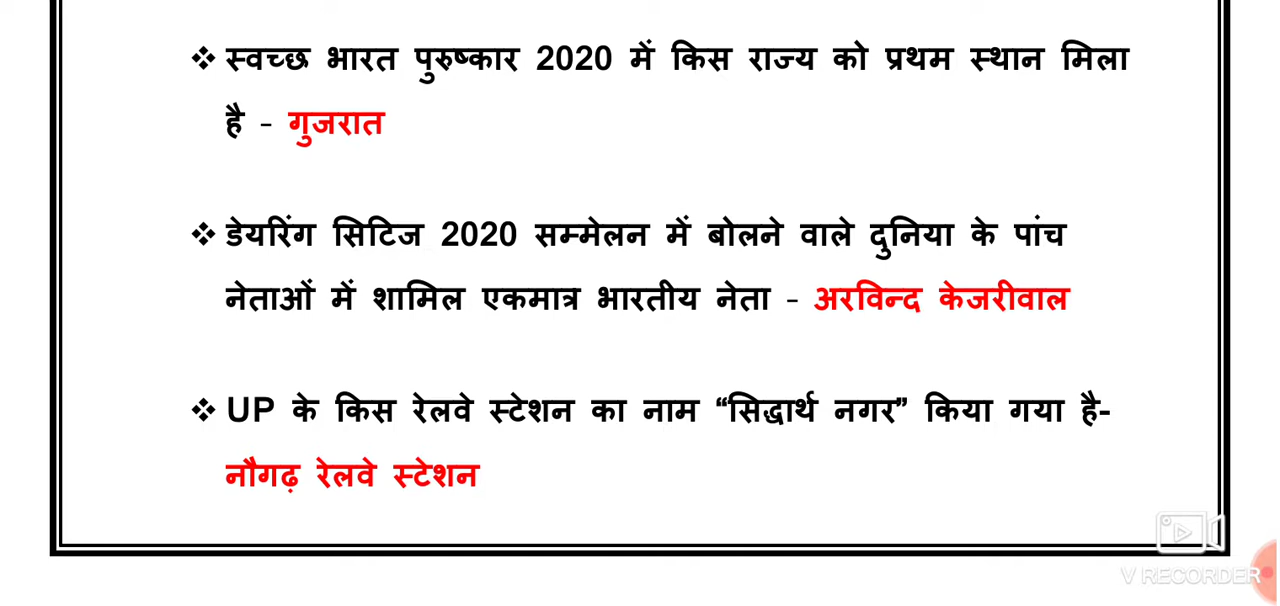 ❖ स्वच्छ भारत पुरुष्कार 2020 में किस राज्य को प्रथम स्थान मिला
है - गुजरात
❖ डेयरिंग सिटिज 2020 सम्मेलन में बोलने वाले दुनिया के पांच
नेताओं में शामिल एकमात्र भारतीय नेता - अरविन्द केजरीवाल
❖ UP के किस रेलवे स्टेशन का नाम “सिद्धार्थ नगर” किया गया है-
नौगढ़ रेलवे स्टेशन
V RECORDER